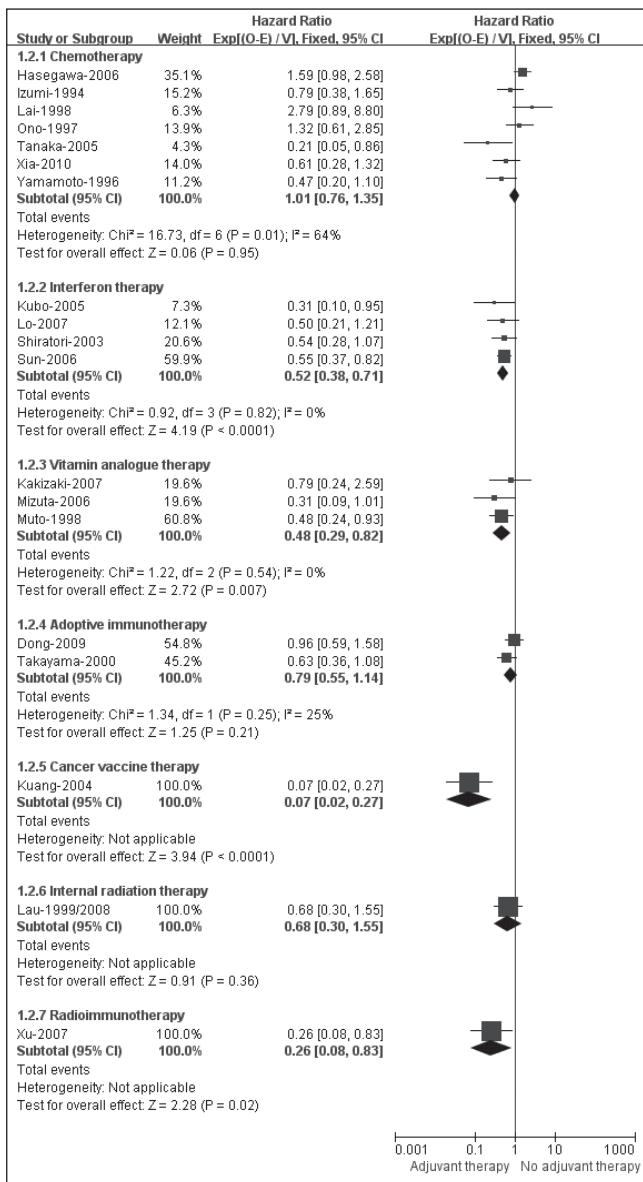 Hazard Ratio Hazard Ratio
Study or Subgroup Weight Exp[(O-E) / V], Fixed, 95% CI Exp[(O-E) / V], Fixed, 95% CI
1.2.1 Chemotherapy
Hasegawa-2006 35.1% 1.59 [0.98, 2.58]
Izumi-1994 15.2% 0.79 [0.38, 1.65]
Lai-1998 6.3% 2.79 [0.89, 8.80]
Ono-1997 13.9% 1.32 [0.61, 2.85]
Tanaka-2005 4.3% 0.21 [0.05, 0.86]
Xia-2010 14.0% 0.61 [0.28, 1.32]
Yamamoto-1996 11.2% 0.47 [0.20, 1.10]
Subtotal (95% CI) 100.0% 1.01 [0.76, 1.35]
Total events
Heterogeneity: Chi² = 16.73, df = 6 (P = 0.01); I² = 64%
Test for overall effect: Z = 0.06 (P = 0.95)
1.2.2 Interferon therapy
Kubo-2005 7.3% 0.31 [0.10, 0.95]
Lo-2007 12.1% 0.50 [0.21, 1.21]
Shiratori-2003 20.6% 0.54 [0.28, 1.07]
Sun-2006 59.9% 0.55 [0.37, 0.82]
Subtotal (95% CI) 100.0% 0.52 [0.38, 0.71]
Total events
Heterogeneity: Chi² = 0.92, df = 3 (P = 0.82); I² = 0%
Test for overall effect: Z = 4.19 (P < 0.0001)
1.2.3 Vitamin analogue therapy
Kakizaki-2007 19.6% 0.79 [0.24, 2.59]
Mizuta-2006 19.6% 0.31 [0.09, 1.01]
Muto-1998 60.8% 0.48 [0.24, 0.93]
Subtotal (95% CI) 100.0% 0.48 [0.29, 0.82]
Total events
Heterogeneity: Chi² = 1.22, df = 2 (P = 0.54); I² = 0%
Test for overall effect: Z = 2.72 (P = 0.007)
1.2.4 Adoptive immunotherapy
Dong-2009 54.8% 0.96 [0.59, 1.58]
Takayama-2000 45.2% 0.63 [0.36, 1.08]
Subtotal (95% CI) 100.0% 0.79 [0.55, 1.14]
Total events
Heterogeneity: Chi² = 1.34, df = 1 (P = 0.25); I² = 25%
Test for overall effect: Z = 1.25 (P = 0.21)
1.2.5 Cancer vaccine therapy
Kuang-2004 100.0% 0.07 [0.02, 0.27]
Subtotal (95% CI) 100.0% 0.07 [0.02, 0.27]
Total events
Heterogeneity: Not applicable
Test for overall effect: Z = 3.94 (P < 0.0001)
1.2.6 Internal radiation therapy
Lau-1999/2008 100.0% 0.68 [0.30, 1.55]
Subtotal (95% CI) 100.0% 0.68 [0.30, 1.55]
Total events
Heterogeneity: Not applicable
Test for overall effect: Z = 0.91 (P = 0.36)
1.2.7 Radioimmunotherapy
Xu-2007 100.0% 0.26 [0.08, 0.83]
Subtotal (95% CI) 100.0% 0.26 [0.08, 0.83]
Total events
Heterogeneity: Not applicable
Test for overall effect: Z = 2.28 (P = 0.02)
0.001 0.1 1 10 1000
Adjuvant therapy No adjuvant therapy